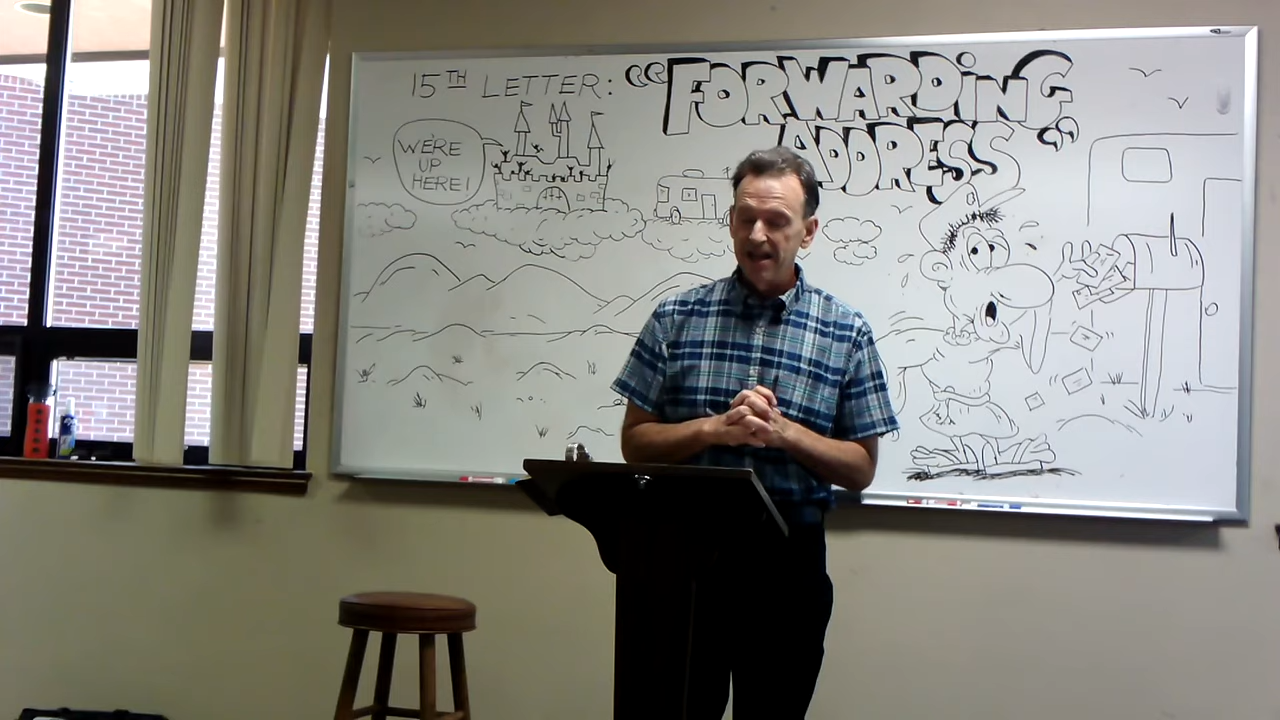 15TH LETTER: "FORWARDING
ADDRESS"
WE'RE
UP
HERE!